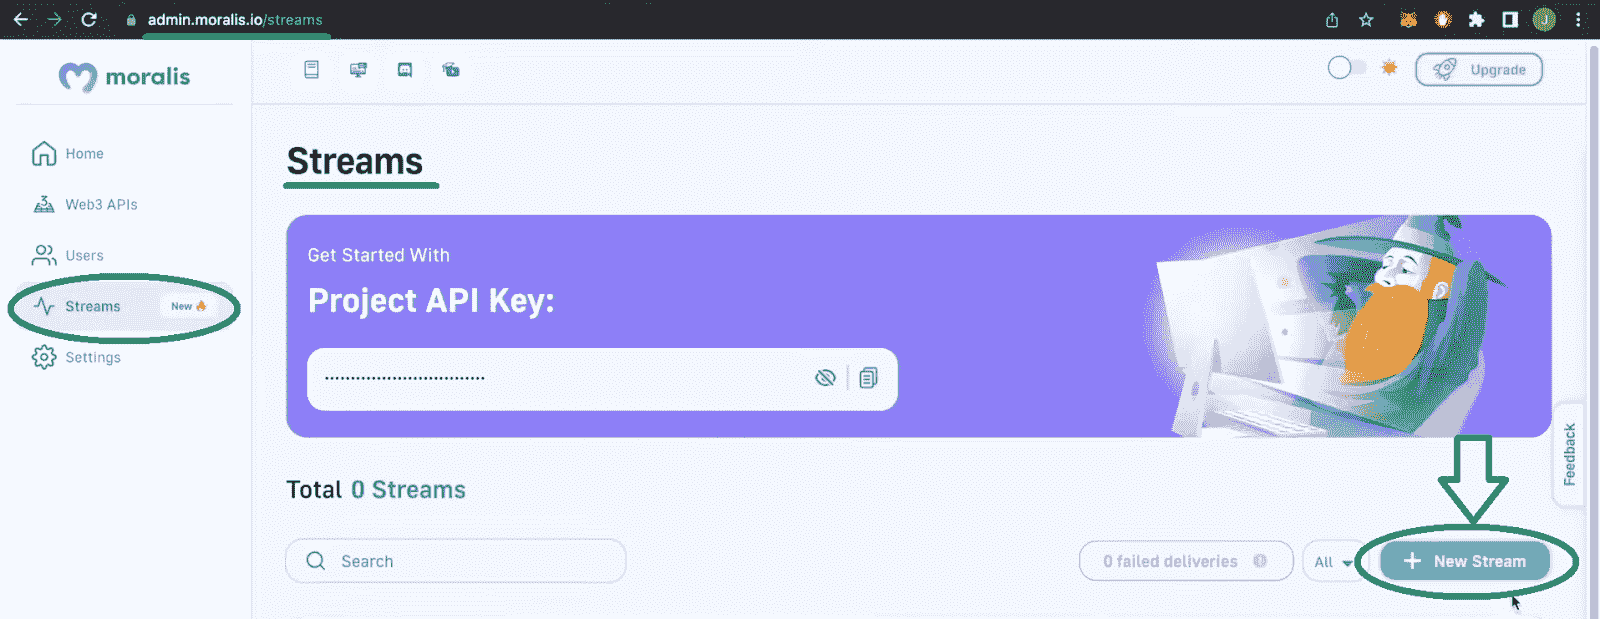 admin.moralis.io/streams
J
moralis
Upgrade
Home
Web3 APIs
Users
Streams New
Settings
Streams
Get Started With
Project API Key:
Total 0 Streams
Search
0 failed deliveries
All
+ New Stream
Feedback